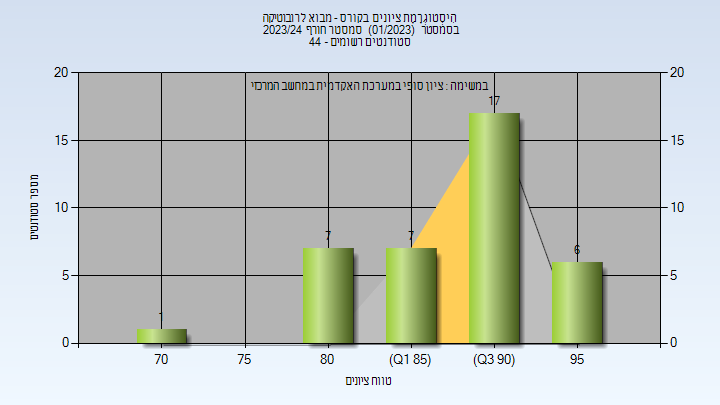 היסטוגרמת ציונים בקורס - מבוא לרובוטיקה
בסמסטר (01/2023) סמסטר חורף 2023/24
סטודנטים רשומים - 44
במשימה : ציון סופי במערכת האקדמית במחשב המרכזי
20 20
17
15 15
10 10
7 7
6
5 5
1
0 0
70 75 80 (Q1 85) (Q3 90) 95
מספר סטודנטים
טווח ציונים